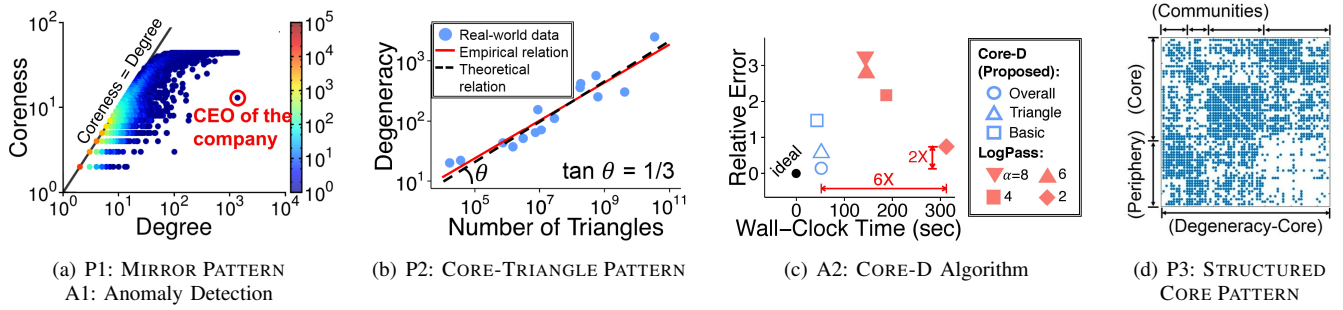 10²
10¹
10⁰
Coreness
Coreness = Degree
CEO of the
company
10⁰ 10¹ 10² 10³ 10⁴
Degree
10⁵
10⁴
10³
10²
10¹
10⁰
(a) P1: MIRROR PATTERN
A1: Anomaly Detection
Degeneracy
10³
10²
10¹
Real-world data
Empirical relation
Theoretical
relation
θ
tan θ = 1/3
10⁵ 10⁷ 10⁹ 10¹¹
Number of Triangles
(b) P2: CORE-TRIANGLE PATTERN
Relative Error
3
2
1
0
ideal
2X
6X
0 100 200 300
Wall−Clock Time (sec)
Core-D
(Proposed):
Overall
Triangle
Basic
LogPass:
α=8 6
4 2
(c) A2: CORE-D Algorithm
(Communities)
(Core)
(Periphery)
(Degeneracy-Core)
(d) P3: STRUCTURED
CORE PATTERN